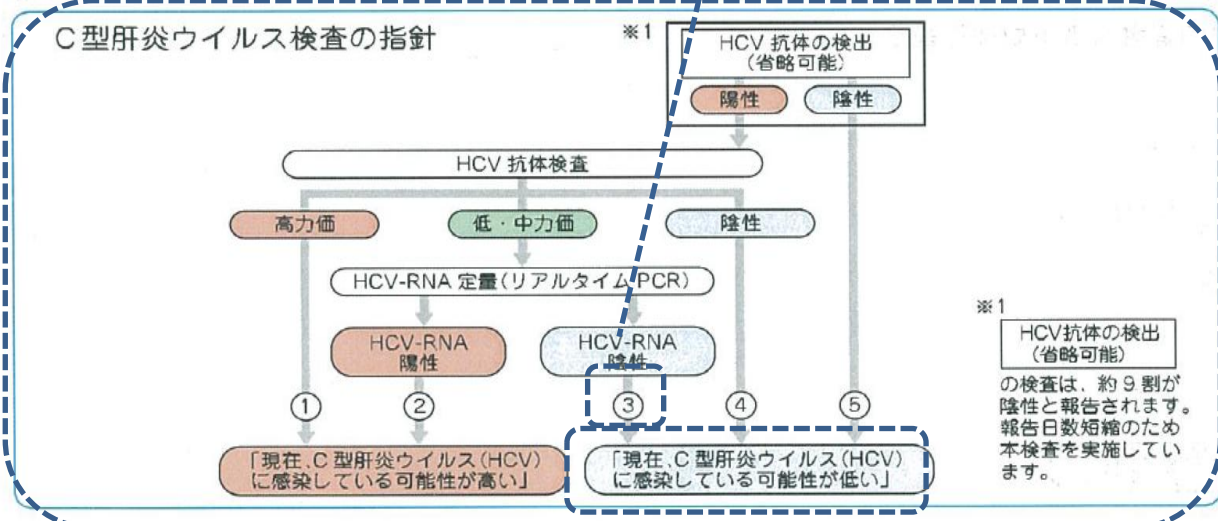 C型肝炎ウイルス検査の指針
※1
HCV 抗体の検出
(省略可能)
陽性
陰性
HCV 抗体検査
高力価
低・中力価
陰性
HCV-RNA 定量(リアルタイム PCR)
HCV-RNA
陽性
HCV-RNA
陰性
①
②
③
④
⑤
「現在、C型肝炎ウイルス(HCV)
に感染している可能性が高い」
「現在、C型肝炎ウイルス(HCV)
に感染している可能性が低い」
※1
HCV抗体の検出
(省略可能)
の検査は、約9割が
陰性と報告されます。
報告日数短縮のため
本検査を実施してい
ます。